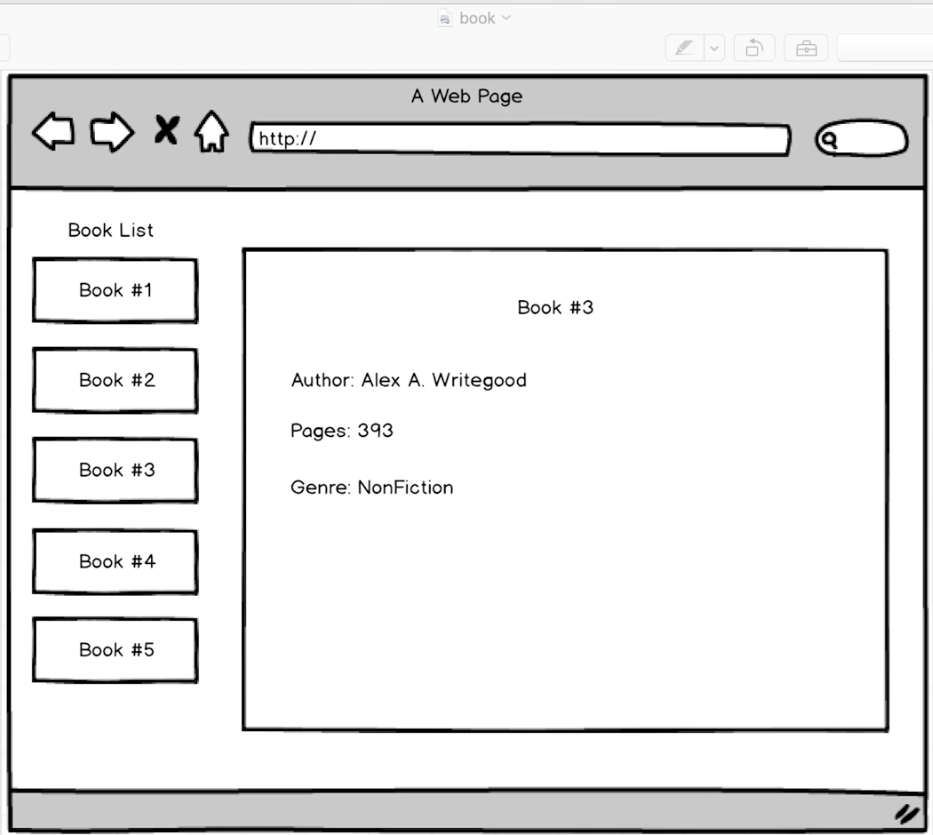 book
A Web Page
http://
Book List
Book #1
Book #2
Book #3
Book #4
Book #5
Book #3
Author: Alex A. Writegood
Pages: 393
Genre: NonFiction